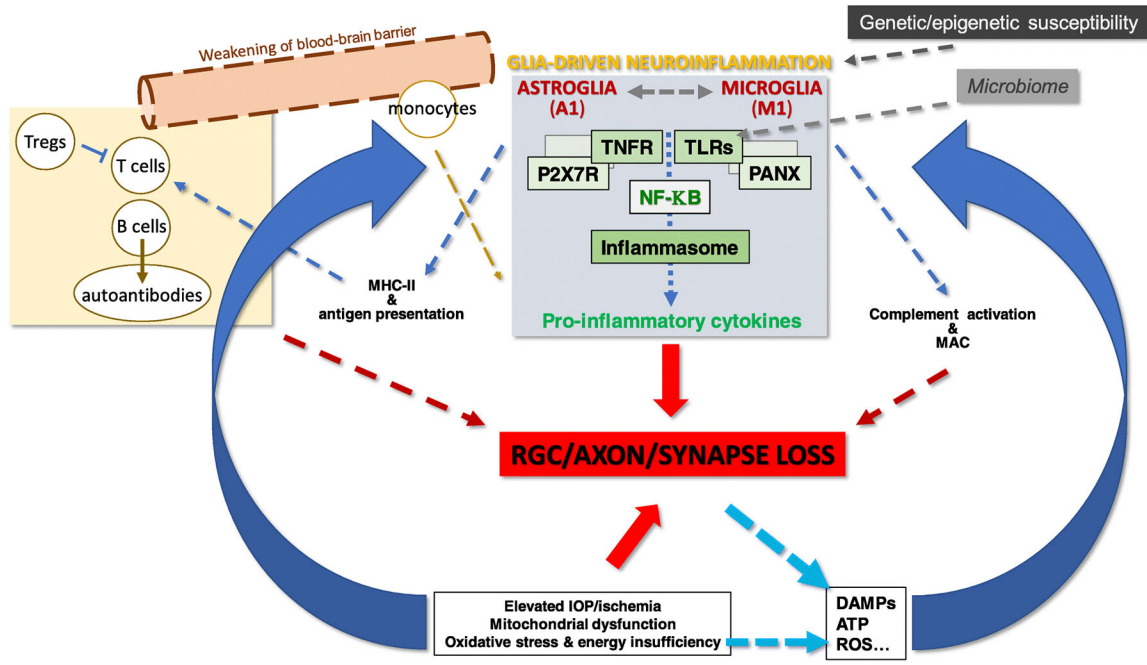 Genetic/epigenetic susceptibility
Weakening of blood-brain barrier
GLIA-DRIVEN NEUROINFLAMMATION
Microbiome
ASTROGLIA
(A1)
MICROGLIA
(M1)
monocytes
Tregs
T cells
B cells
autoantibodies
TNFR
TLRs
P2X7R
PANX
NF-κB
Inflammasome
Pro-inflammatory cytokines
MHC-II
&
antigen presentation
Complement activation
&
MAC
RGC/AXON/SYNAPSE LOSS
Elevated IOP/ischemia
Mitochondrial dysfunction
Oxidative stress & energy insufficiency
DAMPs
ATP
ROS...